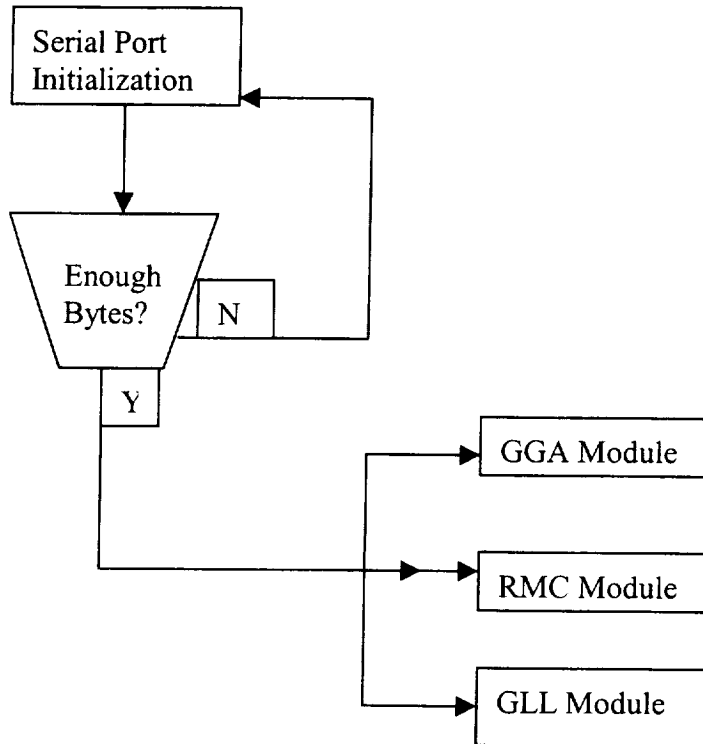 Serial Port
Initialization
Enough
Bytes?
N
Y
GGA Module
RMC Module
GLL Module